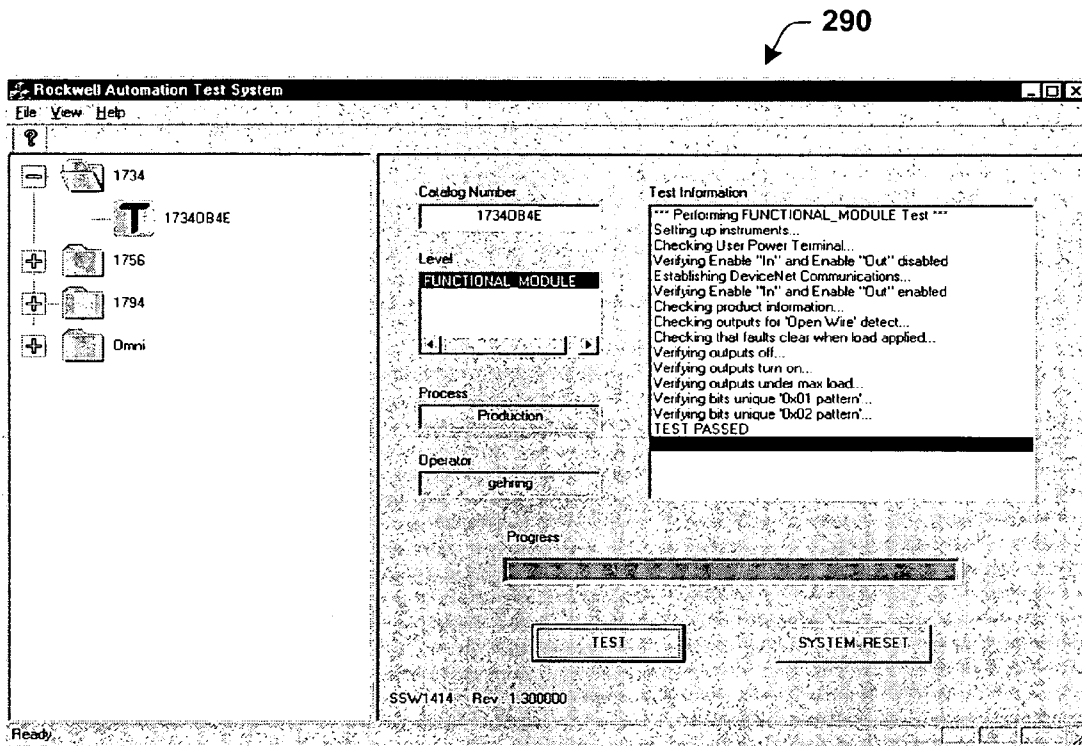 290
Rockwell Automation Test System
File View Help
?
1734
1734OB4E
1756
1794
Omni
Catalog Number
1734OB4E
Level
FUNCTIONAL_MODULE
Process
Production
Operator
gehring
Test Information
*** Performing FUNCTIONAL_MODULE Test ***
Setting up instruments...
Checking User Power Terminal...
Verifying Enable "In" and Enable "Out" disabled
Establishing DeviceNet Communications...
Verifying Enable "In" and Enable "Out" enabled
Checking product information...
Checking outputs for 'Open Wire' detect...
Checking that faults clear when load applied...
Verifying outputs off...
Verifying outputs turn on...
Verifying outputs under max load...
Verifying bits unique '0x01 pattern'...
Verifying bits unique '0x02 pattern'...
TEST PASSED
Progress
TEST
SYSTEM RESET
SSW1414 Rev 1.300000
Ready